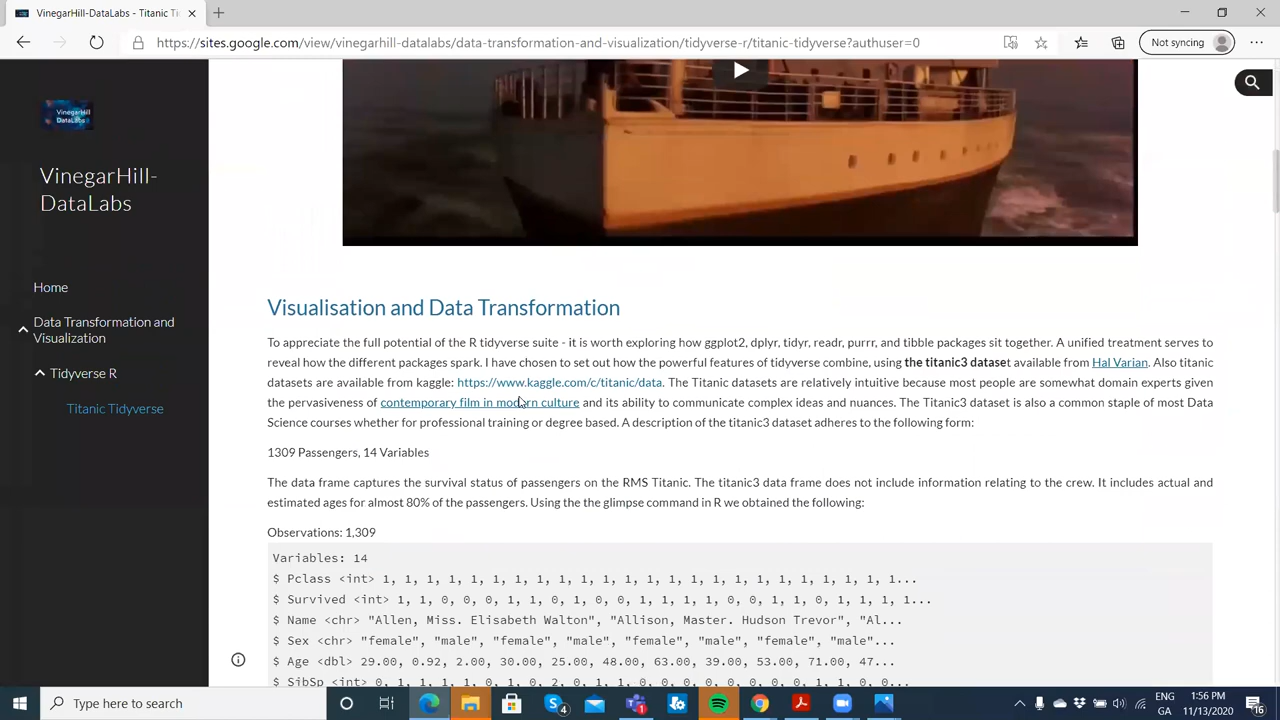 VinegarHill-DataLabs - Titanic Ti
https://sites.google.com/view/vinegarhill-datalabs/data-transformation-and-visualization/tidyverse-r/titanic-tidyverse?authuser=0
Not syncing
VinegarHill
DataLabs
VinegarHill-
DataLabs
Home
Data Transformation and
Visualization
Tidyverse R
Titanic Tidyverse
Visualisation and Data Transformation
To appreciate the full potential of the R tidyverse suite - it is worth exploring how ggplot2, dplyr, tidyr, readr, purrr, and tibble packages sit together. A unified treatment serves to
reveal how the different packages spark. I have chosen to set out how the powerful features of tidyverse combine, using the titanic3 dataset available from Hal Varian. Also titanic
datasets are available from kaggle: https://www.kaggle.com/c/titanic/data. The Titanic datasets are relatively intuitive because most people are somewhat domain experts given
the pervasiveness of contemporary film in modern culture and its ability to communicate complex ideas and nuances. The Titanic3 dataset is also a common staple of most Data
Science courses whether for professional training or degree based. A description of the titanic3 dataset adheres to the following form:
1309 Passengers, 14 Variables
The data frame captures the survival status of passengers on the RMS Titanic. The titanic3 data frame does not include information relating to the crew. It includes actual and
estimated ages for almost 80% of the passengers. Using the the glimpse command in R we obtained the following:
Observations: 1,309
Variables: 14
$ Pclass <int> 1, 1, 1, 1, 1, 1, 1, 1, 1, 1, 1, 1, 1, 1, 1, 1, 1, 1, 1, 1, 1, 1, 1, 1...
$ Survived <int> 1, 1, 0, 0, 0, 1, 1, 0, 1, 0, 0, 1, 1, 1, 1, 0, 0, 1, 1, 0, 1, 1, 1, 1...
$ Name <chr> "Allen, Miss. Elisabeth Walton", "Allison, Master. Hudson Trevor", "Al...
$ Sex <chr> "female", "male", "female", "male", "female", "male", "female", "male"...
$ Age <dbl> 29.00, 0.92, 2.00, 30.00, 25.00, 48.00, 63.00, 39.00, 53.00, 71.00, 47...
$ SibSp <int> 0, 1, 1, 1, 1, 0, 1, 0, 2, 0, 1, 1, 0, 0, 0, 0, 0, 0, 0, 0, 1, 1, 0, 0...
Type here to search
4
1
ENG
GA
1:56 PM
11/13/2020
16